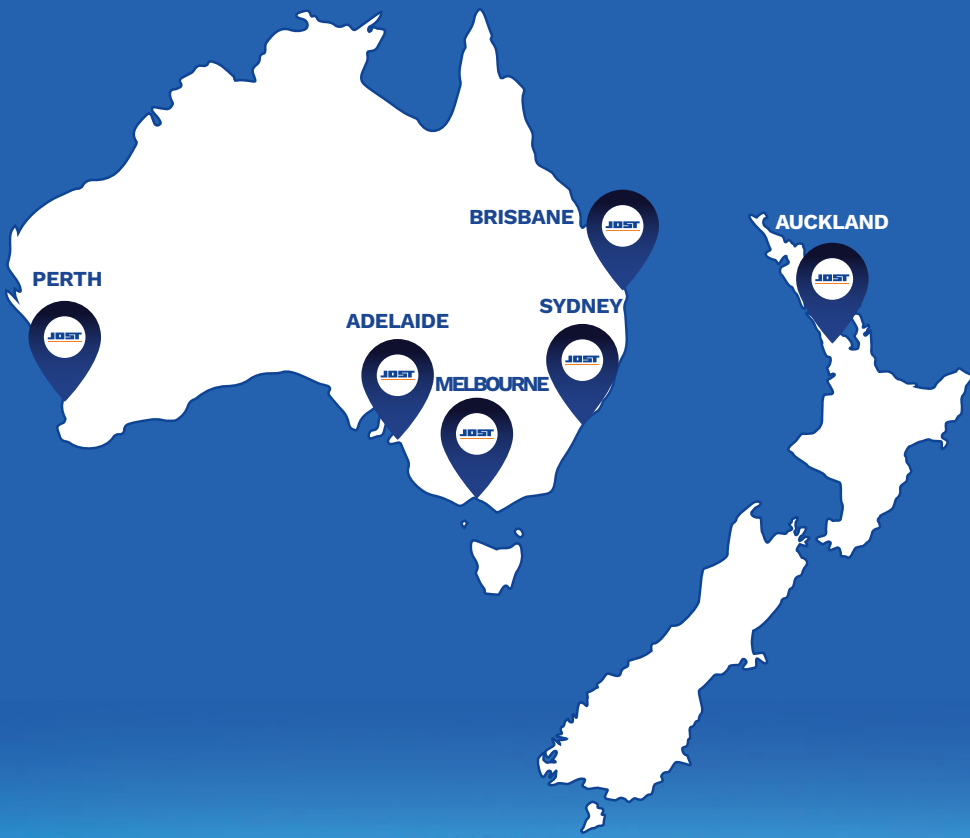 BRISBANE
JOST
AUCKLAND
JOST
PERTH
JOST
SYDNEY
JOST
ADELAIDE
JOST
MELBOURNE
JOST